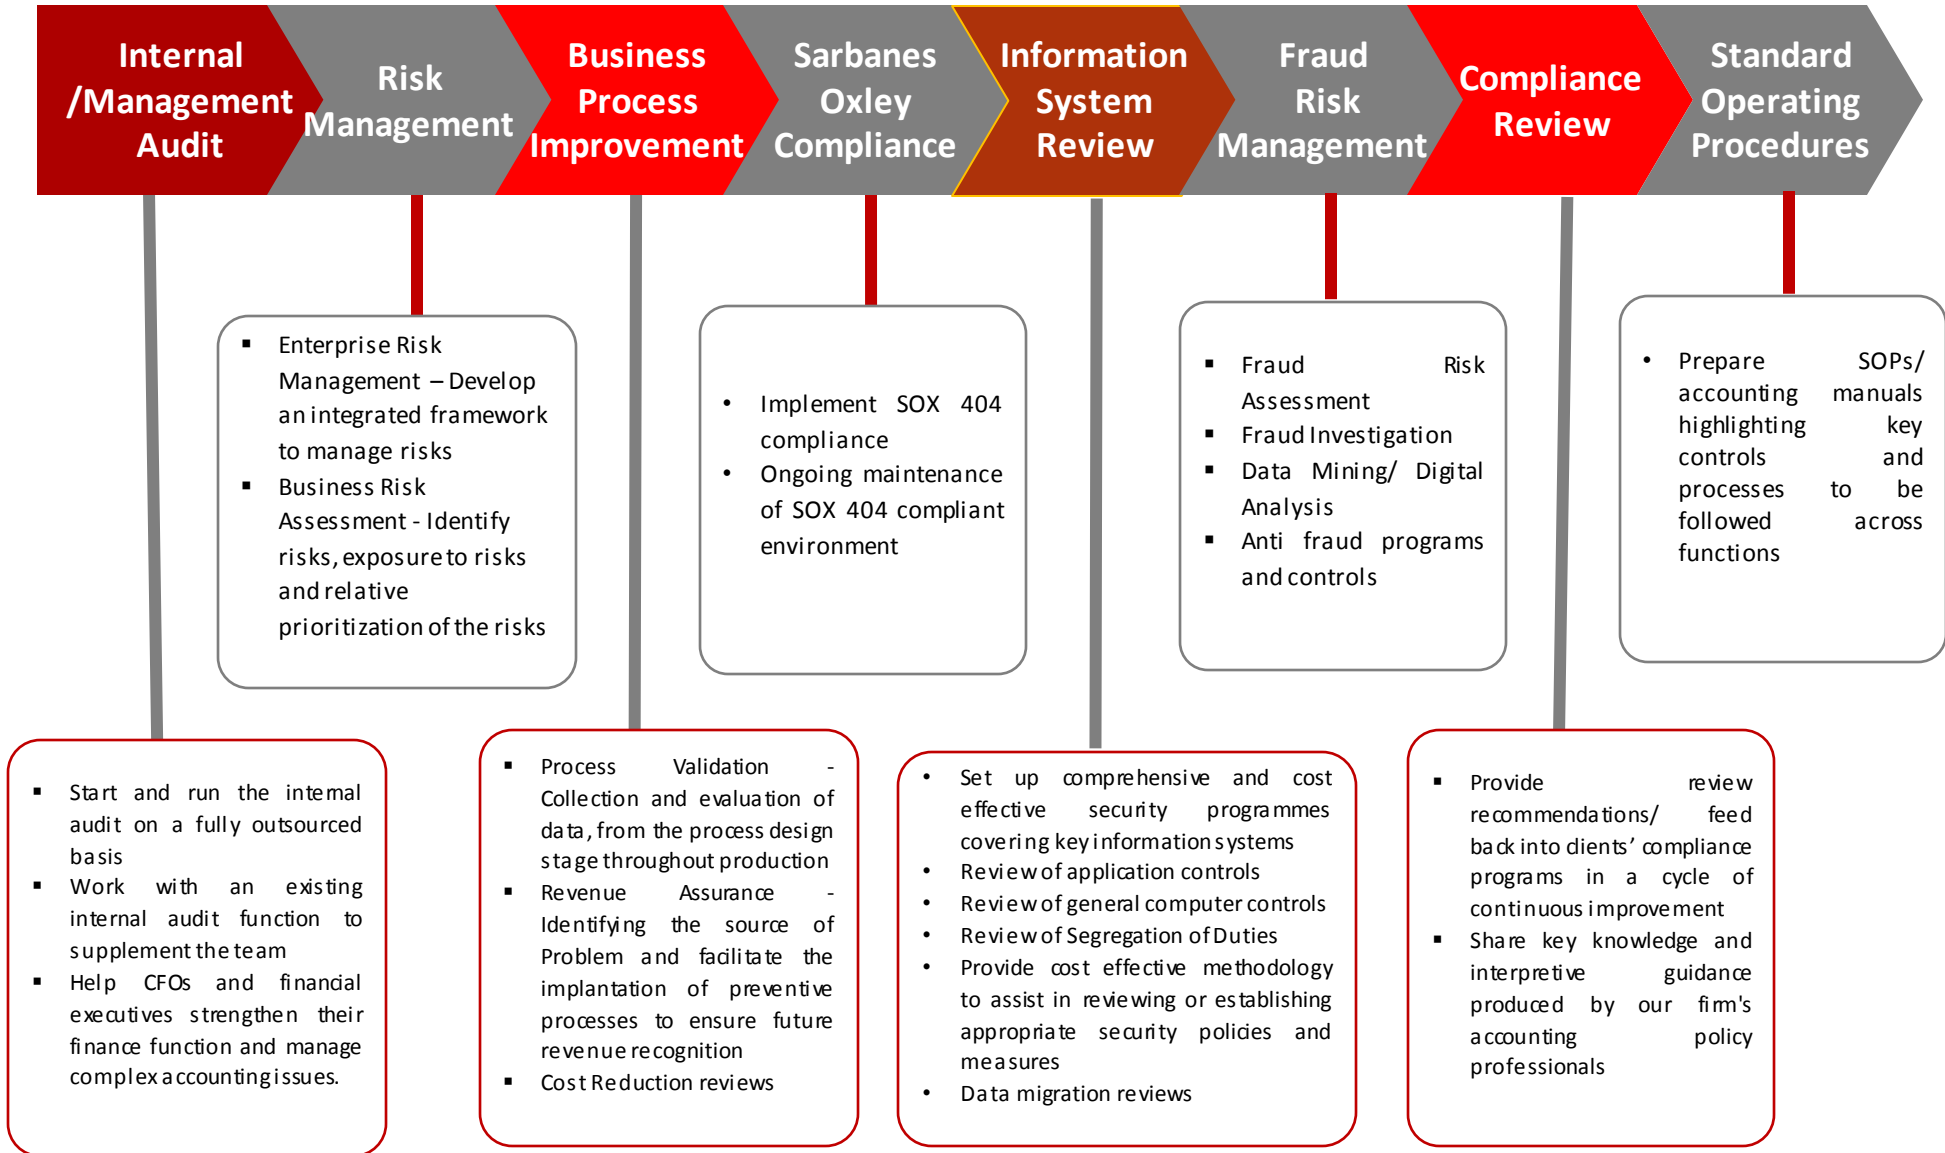 Internal
/Management
Audit
Risk
Management
Business
Process
Improvement
Sarbanes
Oxley
Compliance
Information
System
Review
Fraud
Risk
Management
Compliance
Review
Standard
Operating
Procedures
▪ Enterprise Risk
Management – Develop
an integrated framework
to manage risks
▪ Business Risk
Assessment - Identify
risks, exposure to risks
and relative
prioritization of the risks
• Implement SOX 404
compliance
• Ongoing maintenance
of SOX 404 compliant
environment
▪ Fraud Risk
Assessment
▪ Fraud Investigation
▪ Data Mining/ Digital
Analysis
▪ Anti fraud programs
and controls
• Prepare SOPs/
accounting manuals
highlighting key
controls and
processes to be
followed across
functions
▪ Start and run the internal
audit on a fully outsourced
basis
▪ Work with an existing
internal audit function to
supplement the team
▪ Help CFOs and financial
executives strengthen their
finance function and manage
complex accounting issues.
▪ Process Validation -
Collection and evaluation of
data, from the process design
stage throughout production
▪ Revenue Assurance -
Identifying the source of
Problem and facilitate the
implantation of preventive
processes to ensure future
revenue recognition
▪ Cost Reduction reviews
• Set up comprehensive and cost
effective security programmes
covering key information systems
• Review of application controls
• Review of general computer controls
• Review of Segregation of Duties
• Provide cost effective methodology
to assist in reviewing or establishing
appropriate security policies and
measures
• Data migration reviews
▪ Provide review
recommendations/ feed
back into clients’ compliance
programs in a cycle of
continuous improvement
▪ Share key knowledge and
interpretive guidance
produced by our firm's
accounting policy
professionals